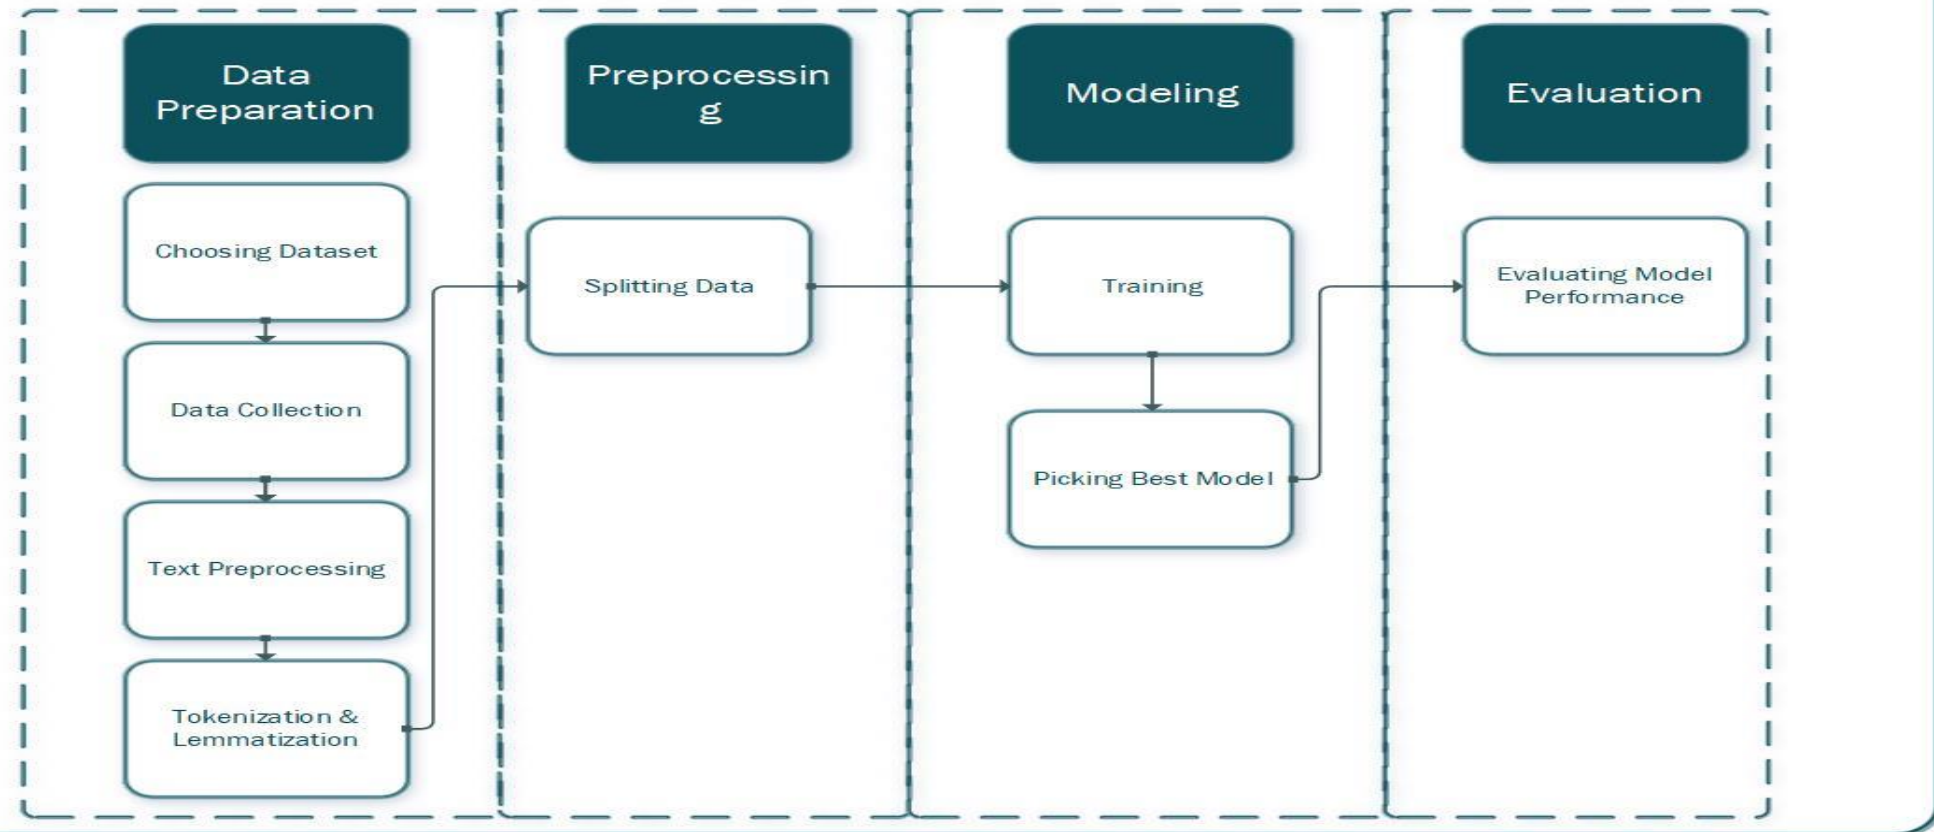 Data
Preparation
Preprocessin
g
Modeling
Evaluation
Choosing Dataset
Data Collection
Text Preprocessing
Tokenization &
Lemmatization
Splitting Data
Training
Picking Best Model
Evaluating Model
Performance